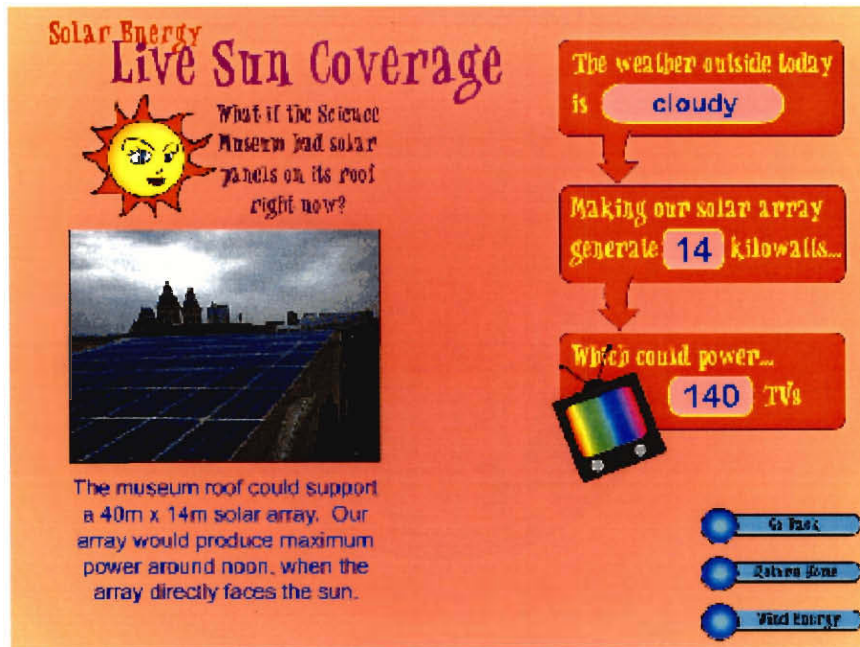 Solar Energy
Live Sun Coverage
What if the Science
Museum had solar
panels on its roof
right now?
The museum roof could support
a 40m x 14m solar array. Our
array would produce maximum
power around noon, when the
array directly faces the sun.
The weather outside today
is cloudy
Making our solar array
generate 14 kilowatts...
Which could power...
140 TVs
Go Back
Return Home
Wind Energy